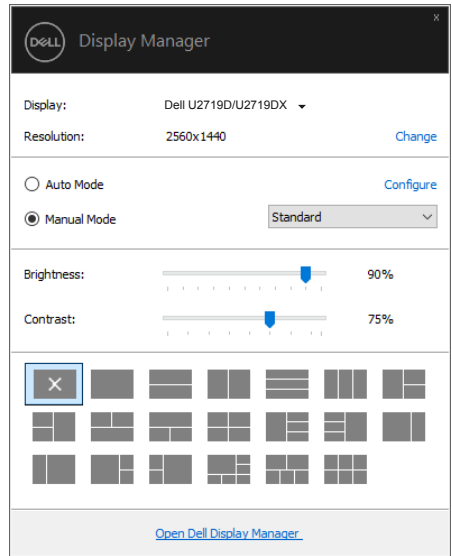 x
DELL Display Manager
Display: Dell U2719D/U2719DX
Resolution: 2560x1440 Change
Auto Mode Configure
Manual Mode Standard
Brightness: 90%
Contrast: 75%
Open Dell Display Manager